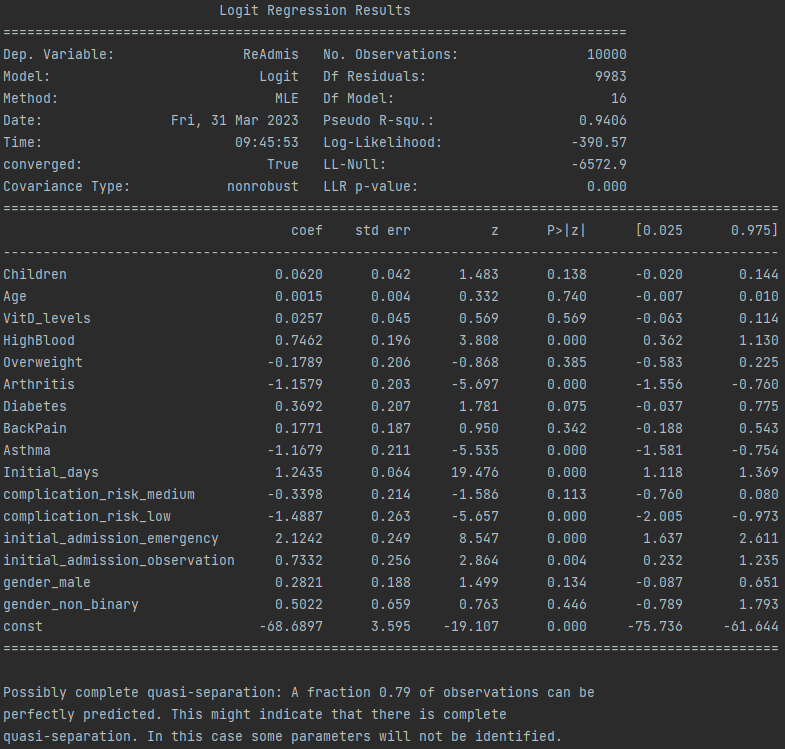 Logit Regression Results
==============================================================================
Dep. Variable:                ReAdmis   No. Observations:                10000
Model:                          Logit   Df Residuals:                     9983
Method:                           MLE   Df Model:                           16
Date:                Fri, 31 Mar 2023   Pseudo R-squ.:                  0.9406
Time:                        09:45:53   Log-Likelihood:                -390.57
converged:                       True   LL-Null:                       -6572.9
Covariance Type:            nonrobust   LLR p-value:                     0.000
=================================================================================================
                                    coef    std err          z      P>|z|      [0.025      0.975]
-------------------------------------------------------------------------------------------------
Children                          0.0620      0.042      1.483      0.138      -0.020       0.144
Age                               0.0015      0.004      0.332      0.740      -0.007       0.010
VitD_levels                       0.0257      0.045      0.569      0.569      -0.063       0.114
HighBlood                         0.7462      0.196      3.808      0.000       0.362       1.130
Overweight                       -0.1789      0.206     -0.868      0.385      -0.583       0.225
Arthritis                        -1.1579      0.203     -5.697      0.000      -1.556      -0.760
Diabetes                          0.3692      0.207      1.781      0.075      -0.037       0.775
BackPain                          0.1771      0.187      0.950      0.342      -0.188       0.543
Asthma                           -1.1679      0.211     -5.535      0.000      -1.581      -0.754
Initial_days                      1.2435      0.064     19.476      0.000       1.118       1.369
complication_risk_medium         -0.3398      0.214     -1.586      0.113      -0.760       0.080
complication_risk_low            -1.4887      0.263     -5.657      0.000      -2.005      -0.973
initial_admission_emergency       2.1242      0.249      8.547      0.000       1.637       2.611
initial_admission_observation     0.7332      0.256      2.864      0.004       0.232       1.235
gender_male                       0.2821      0.188      1.499      0.134      -0.087       0.651
gender_non_binary                 0.5022      0.659      0.763      0.446      -0.789       1.793
const                           -68.6897      3.595    -19.107      0.000     -75.736     -61.644
=================================================================================================

Possibly complete quasi-separation: A fraction 0.79 of observations can be
perfectly predicted. This might indicate that there is complete
quasi-separation. In this case some parameters will not be identified.